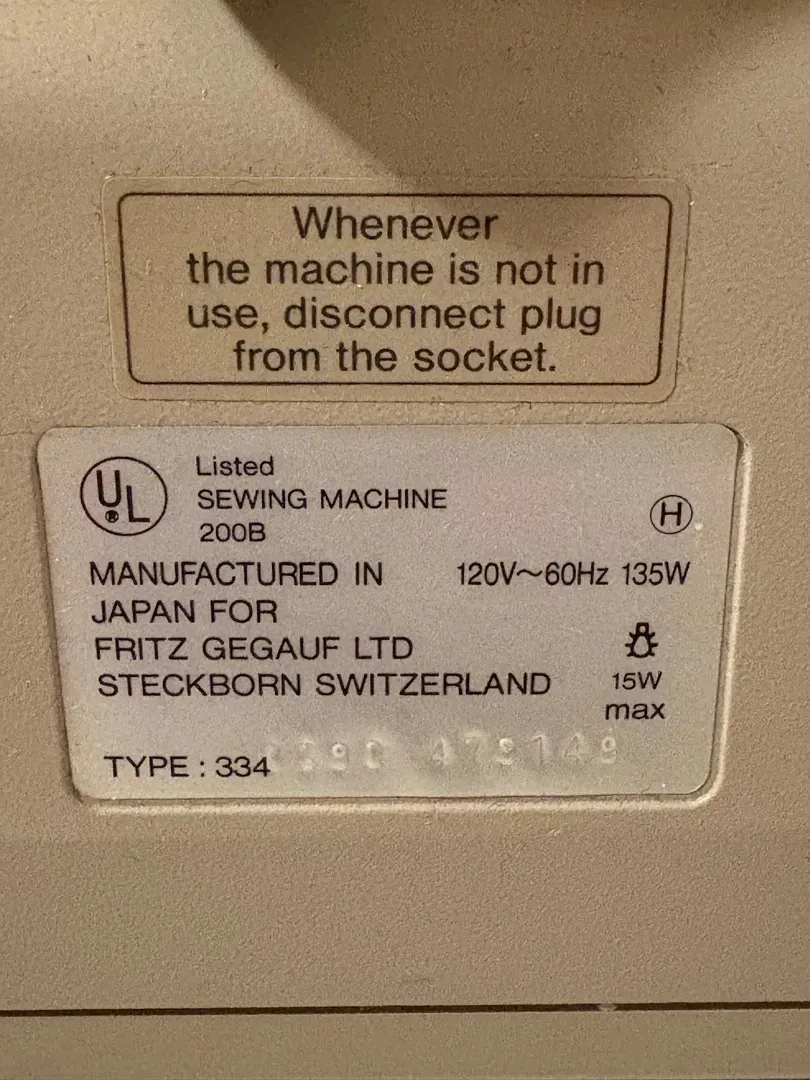 Whenever
the machine is not in
use, disconnect plug
from the socket.
UL ®
Listed
SEWING MACHINE
200B
H
MANUFACTURED IN 120V~60Hz 135W
JAPAN FOR
FRITZ GEGAUF LTD
STECKBORN SWITZERLAND 15W
max
TYPE : 334